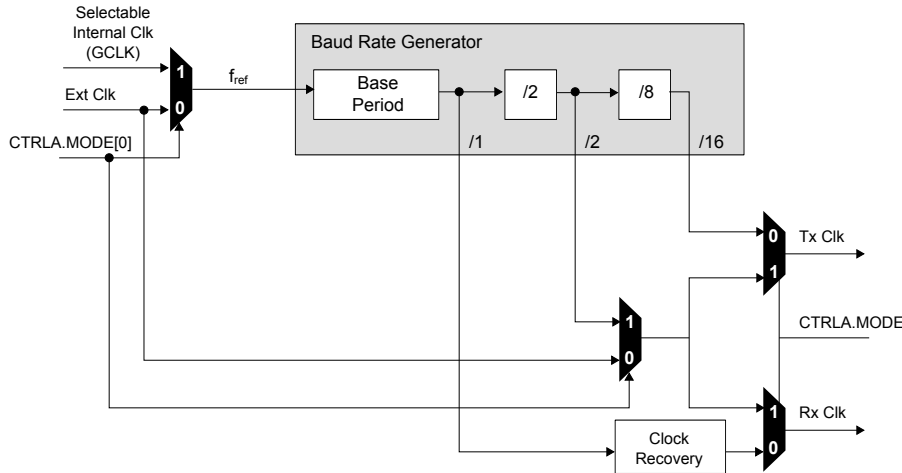 Selectable
Internal Clk
(GCLK)
Baud Rate Generator
1
f_ref
Base
Period
/2
/8
Ext Clk
0
CTRLA.MODE[0]
/1
/2
/16
0
Tx Clk
1
1
CTRLA.MODE
0
1
Rx Clk
Clock
Recovery
0